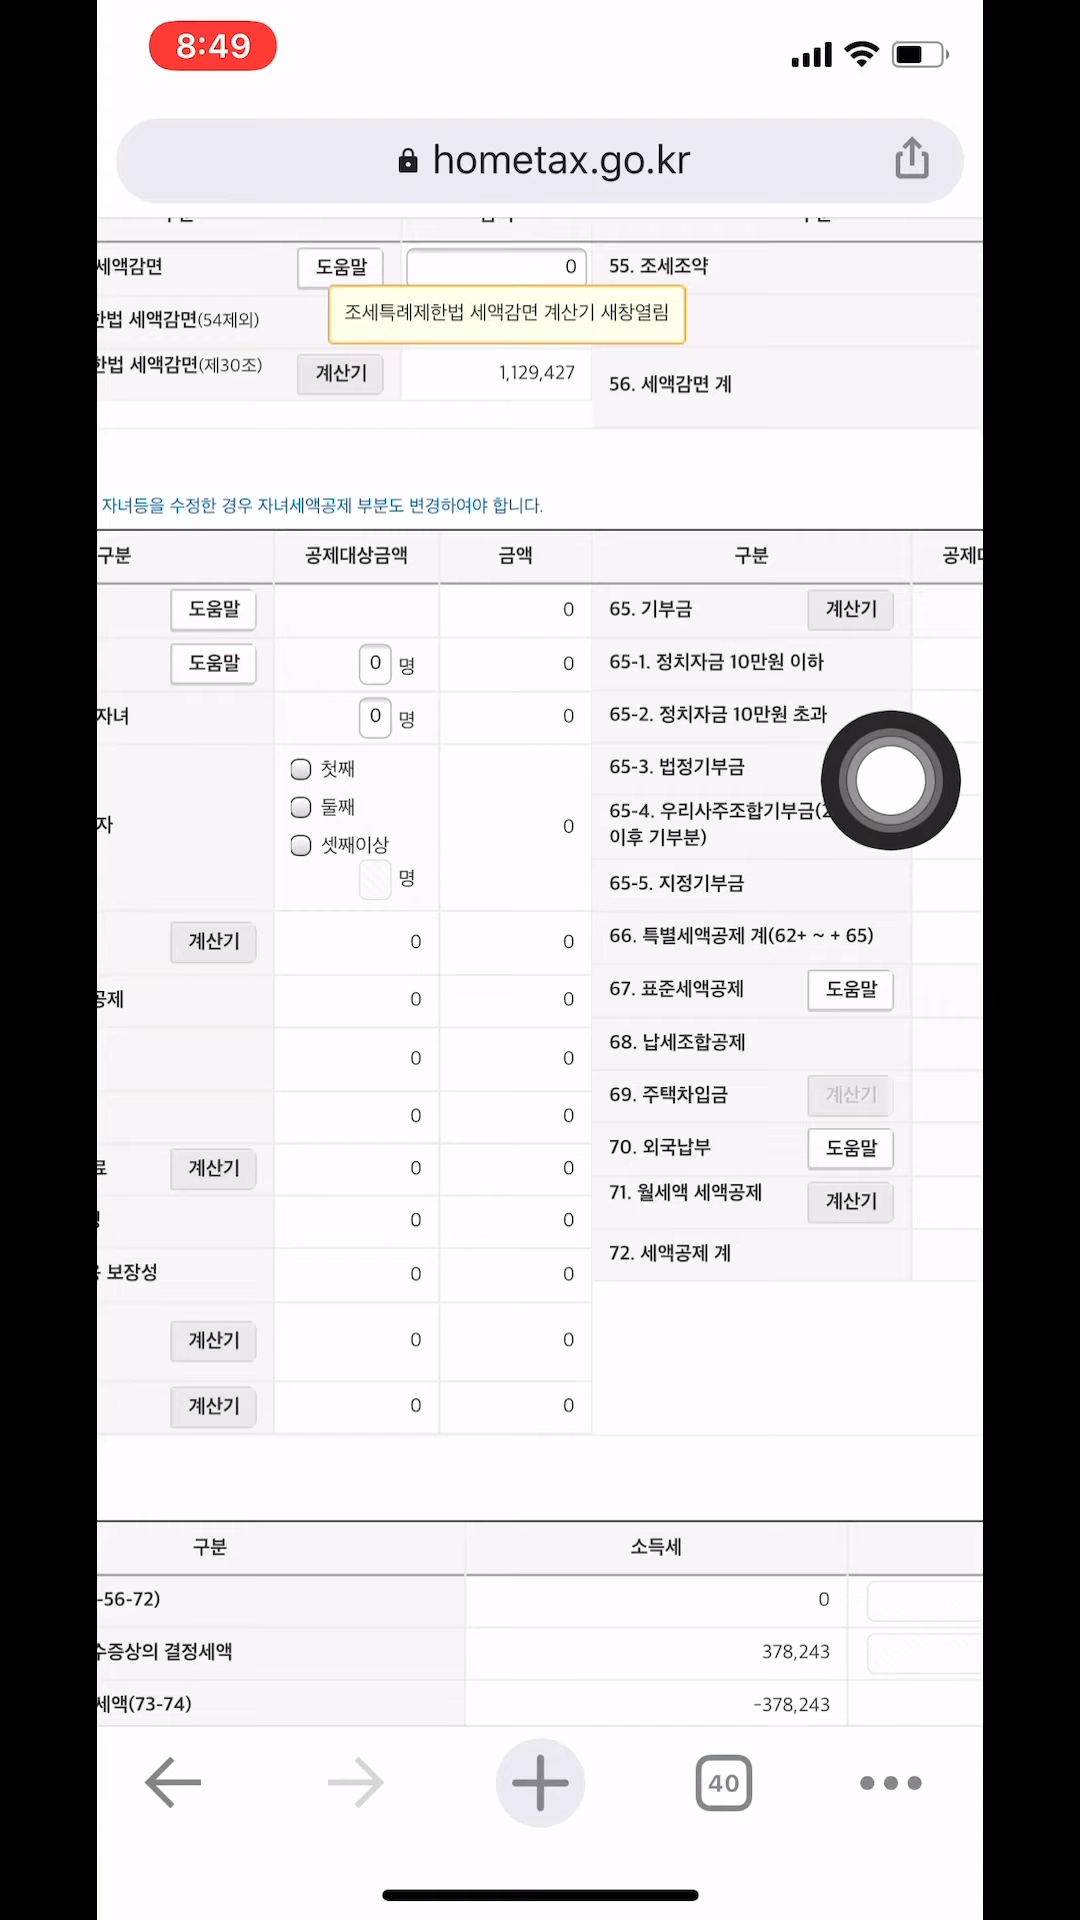 8:49
hometax.go.kr
세액감면 도움말 0 55. 조세조약
조세특례제한법 세액감면 계산기 새창열림
한법 세액감면(54제외)
한법 세액감면(제30조) 계산기 1,129,427 56. 세액감면 계
자녀등을 수정한 경우 자녀세액공제 부분도 변경하여야 합니다.
구분 공제대상금액 금액 구분
도움말 0 65. 기부금 계산기
도움말 0 명 0 65-1. 정치자금 10만원 이하
자녀 0 명 0 65-2. 정치자금 10만원 초과
첫째 65-3. 법정기부금
둘째
자 0 65-4. 우리사주조합기부금(
이후 기부분)
셋째이상
명 65-5. 지정기부금
계산기 0 0 66. 특별세액공제 계(62+ ~ + 65)
공제 0 0 67. 표준세액공제 도움말
0 0 68. 납세조합공제
0 0 69. 주택차입금 계산기
료 계산기 0 0 70. 외국납부 도움말
0 0 71. 월세액 세액공제 계산기
보장성 0 0 72. 세액공제 계
계산기 0 0
계산기 0 0
구분 소득세
-56-72) 0
수증상의 결정세액 378,243
세액(73-74) -378,243
40